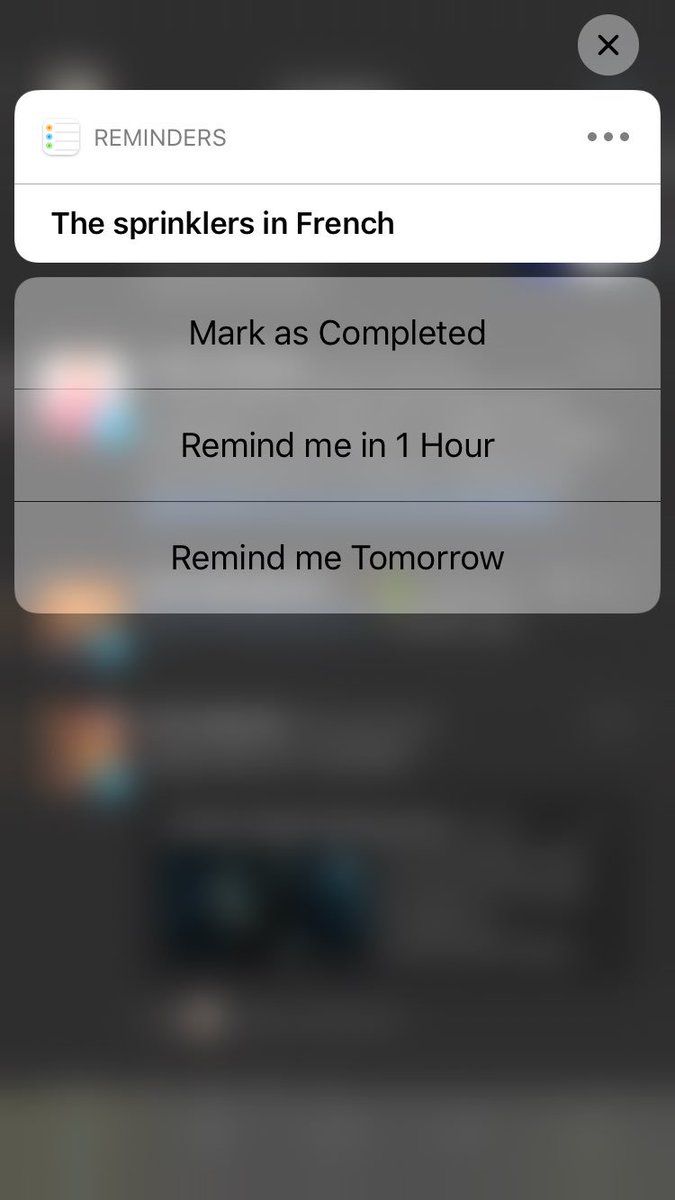 REMINDERS
The sprinklers in French
Mark as Completed
Remind me in 1 Hour
Remind me Tomorrow